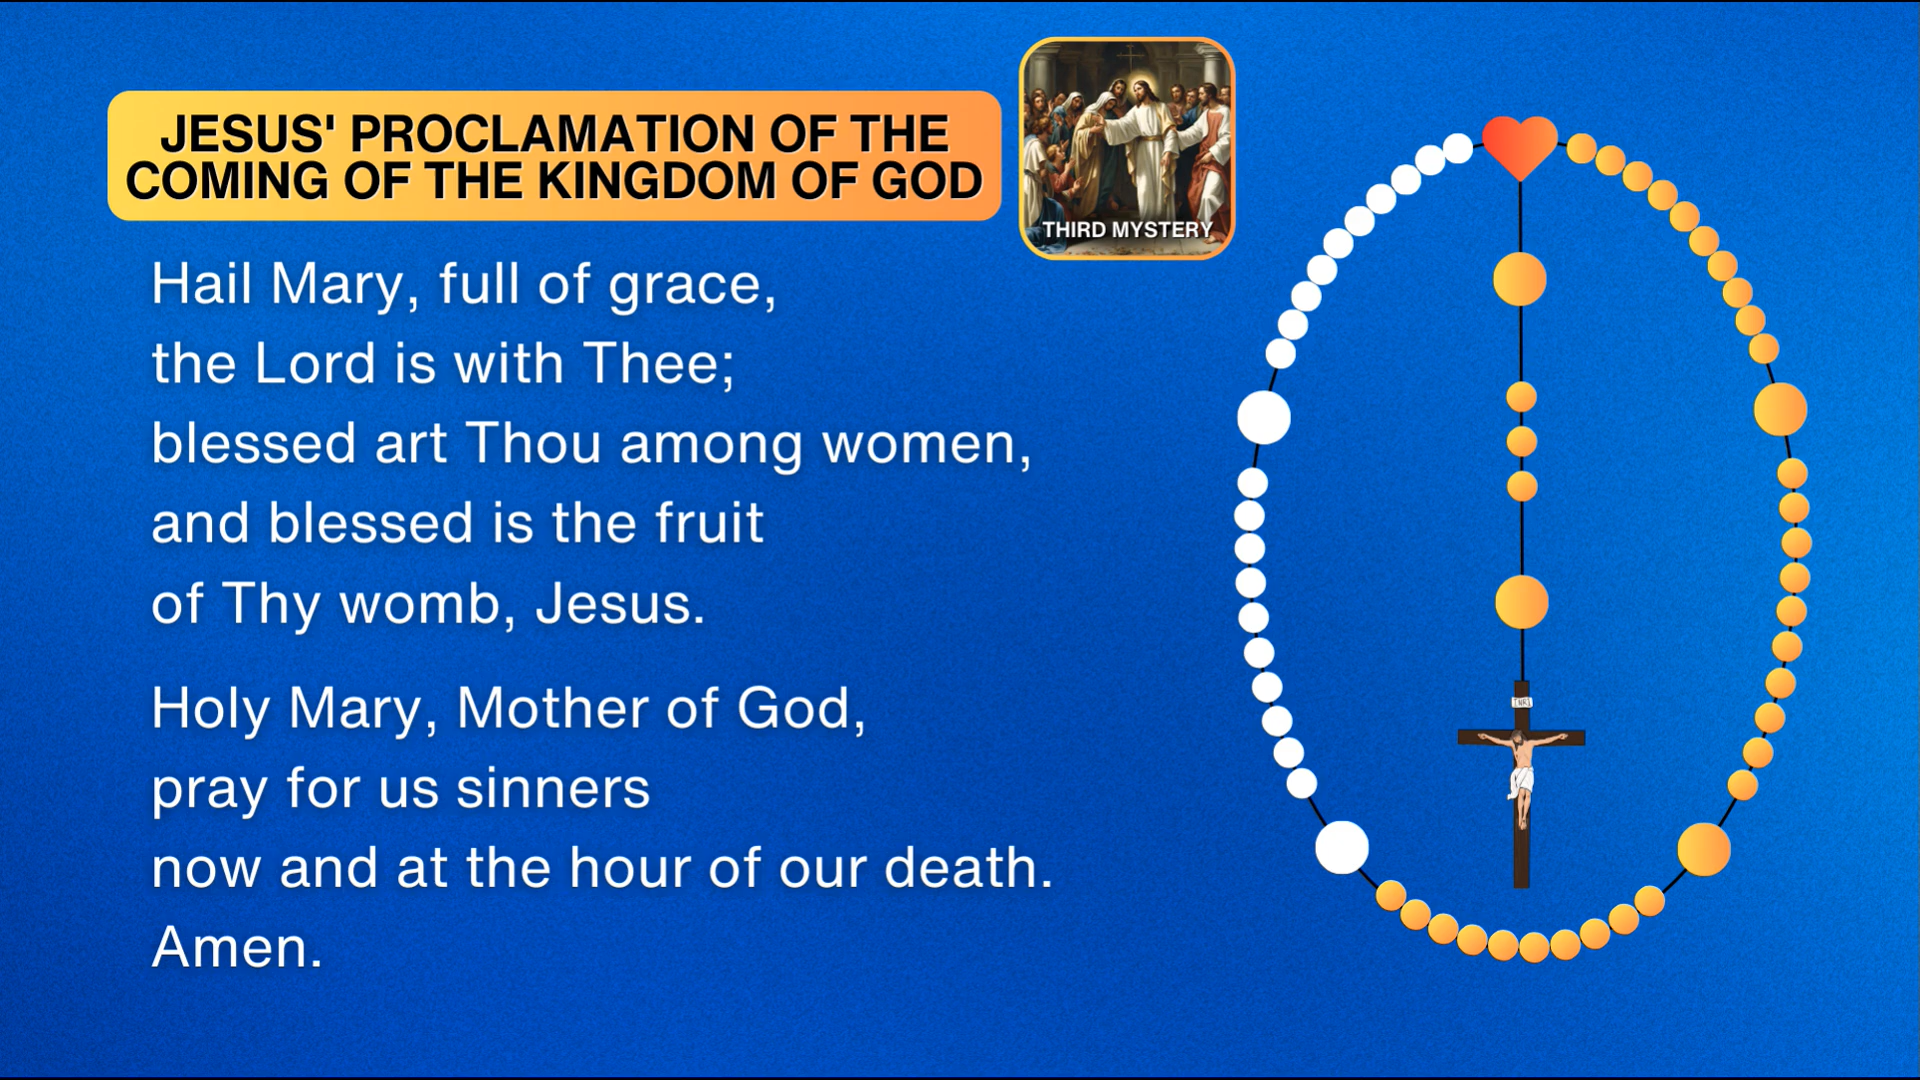 JESUS' PROCLAMATION OF THE
COMING OF THE KINGDOM OF GOD
THIRD MYSTERY
Hail Mary, full of grace,
the Lord is with Thee;
blessed art Thou among women,
and blessed is the fruit
of Thy womb, Jesus.
Holy Mary, Mother of God,
pray for us sinners
now and at the hour of our death.
Amen.
INRI